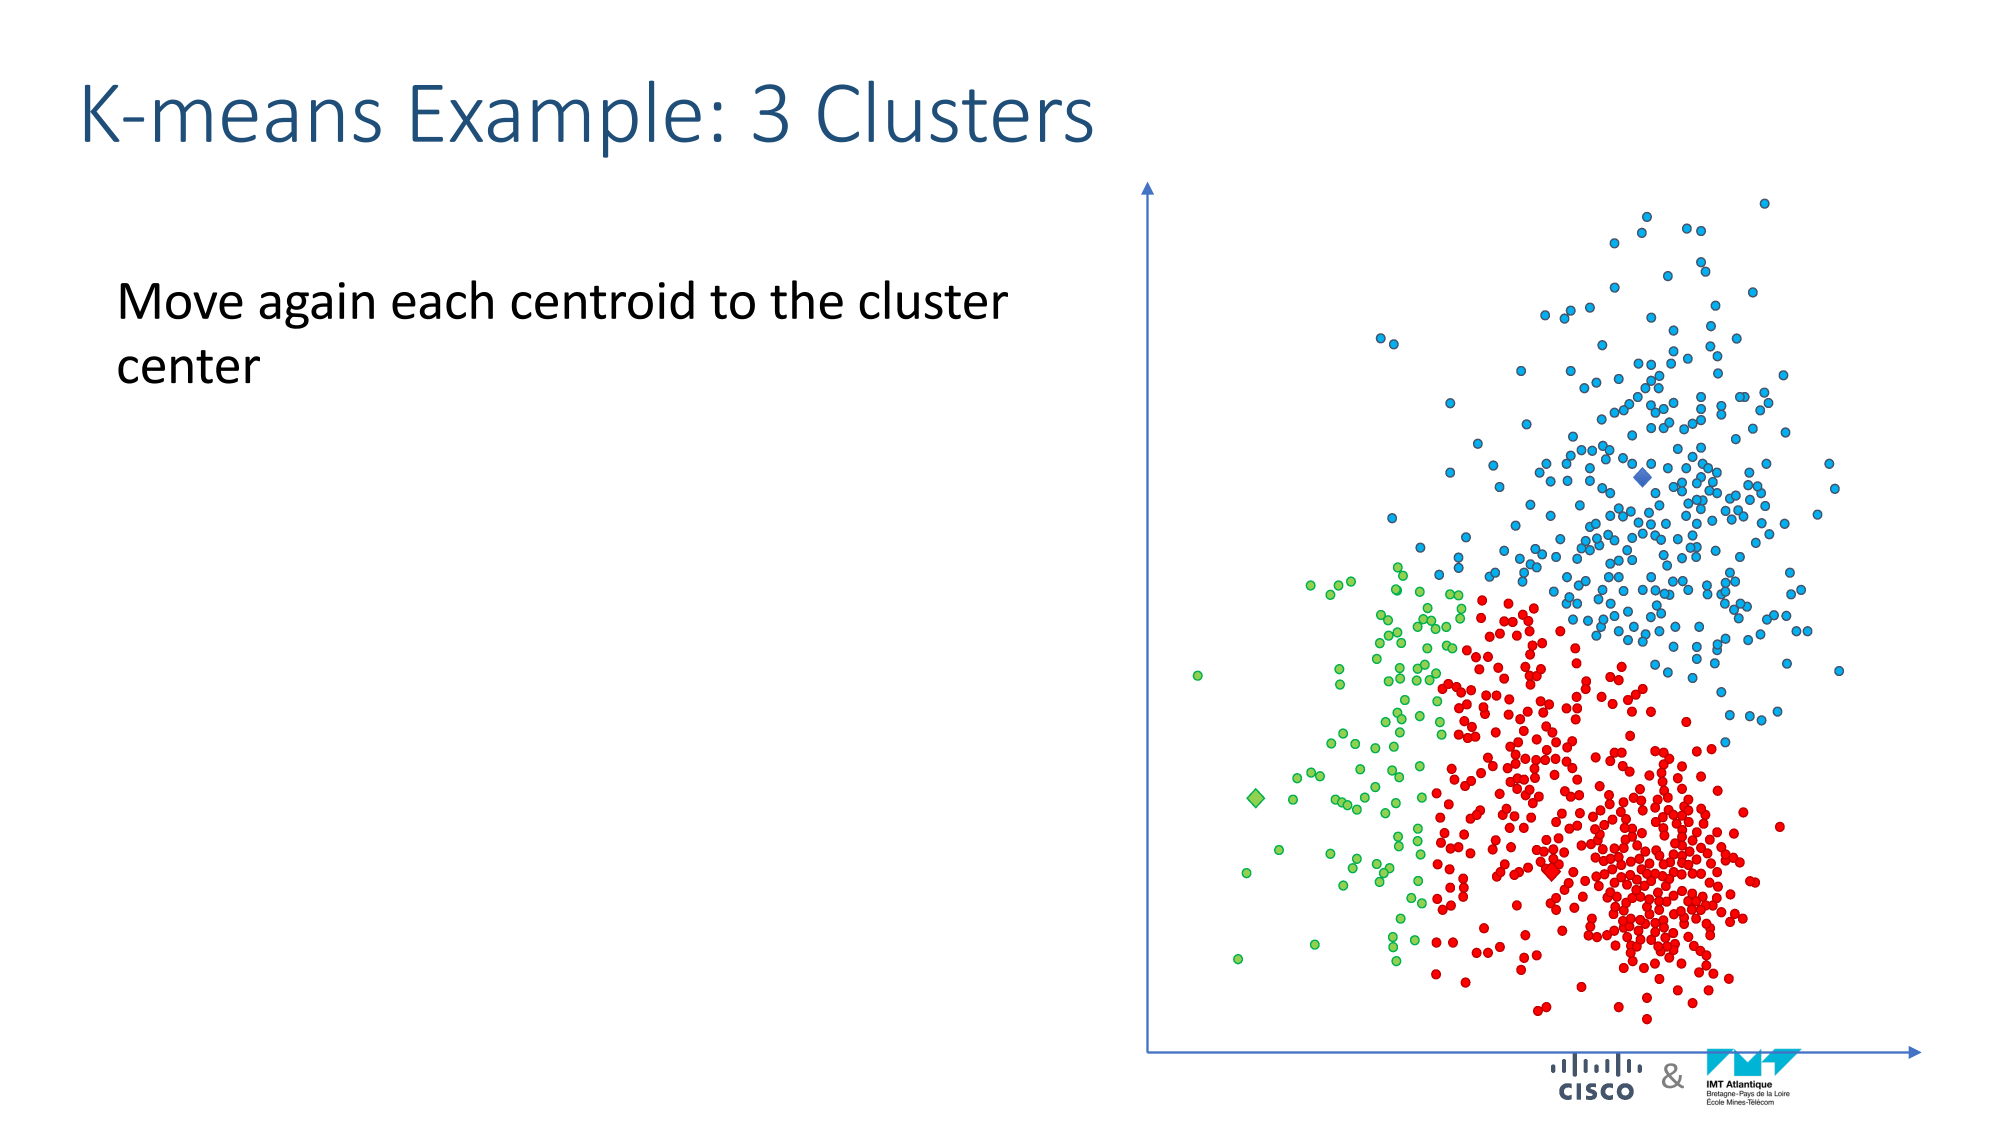 K-means Example: 3 Clusters
Move again each centroid to the cluster
center
CISCO
&
IMT Atlantique
Bretagne-Pays de la Loire
École Mines-Télécom